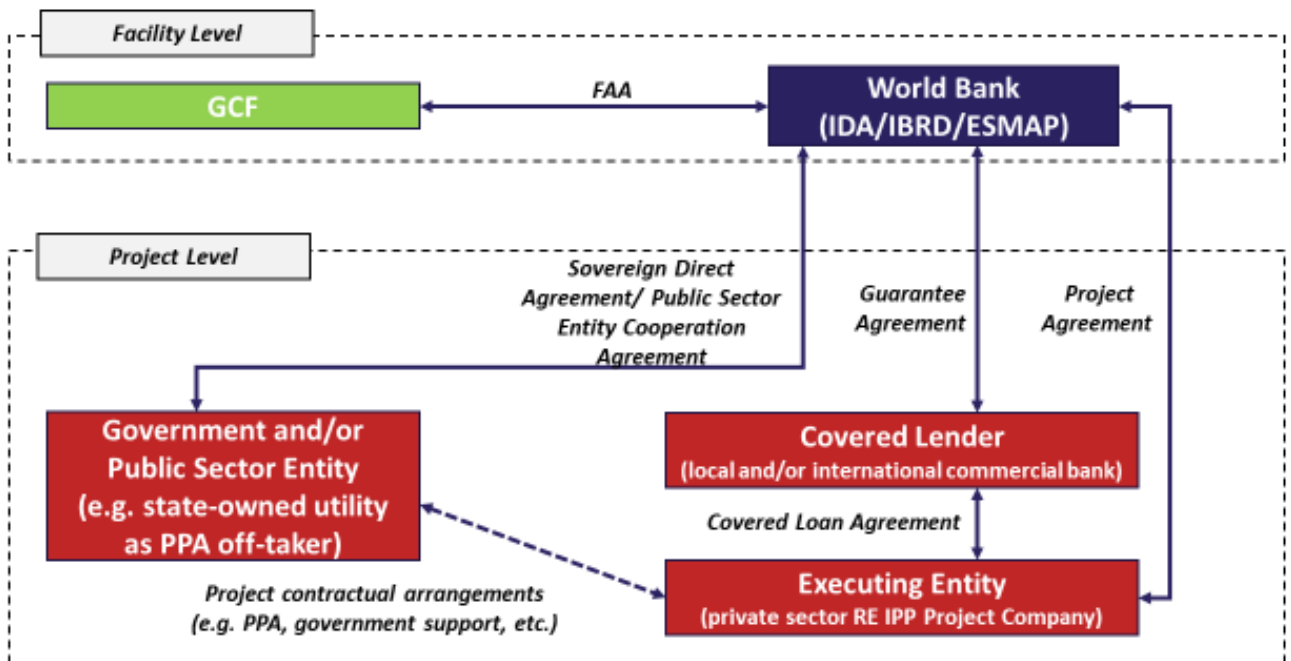 Facility Level
GCF
FAA
World Bank
(IDA/IBRD/ESMAP)
Project Level
Sovereign Direct
Agreement/ Public Sector
Entity Cooperation
Agreement
Guarantee
Agreement
Project
Agreement
Government and/or
Public Sector Entity
(e.g. state-owned utility
as PPA off-taker)
Covered Lender
(local and/or international commercial bank)
Covered Loan Agreement
Executing Entity
(private sector RE IPP Project Company)
Project contractual arrangements
(e.g. PPA, government support, etc.)